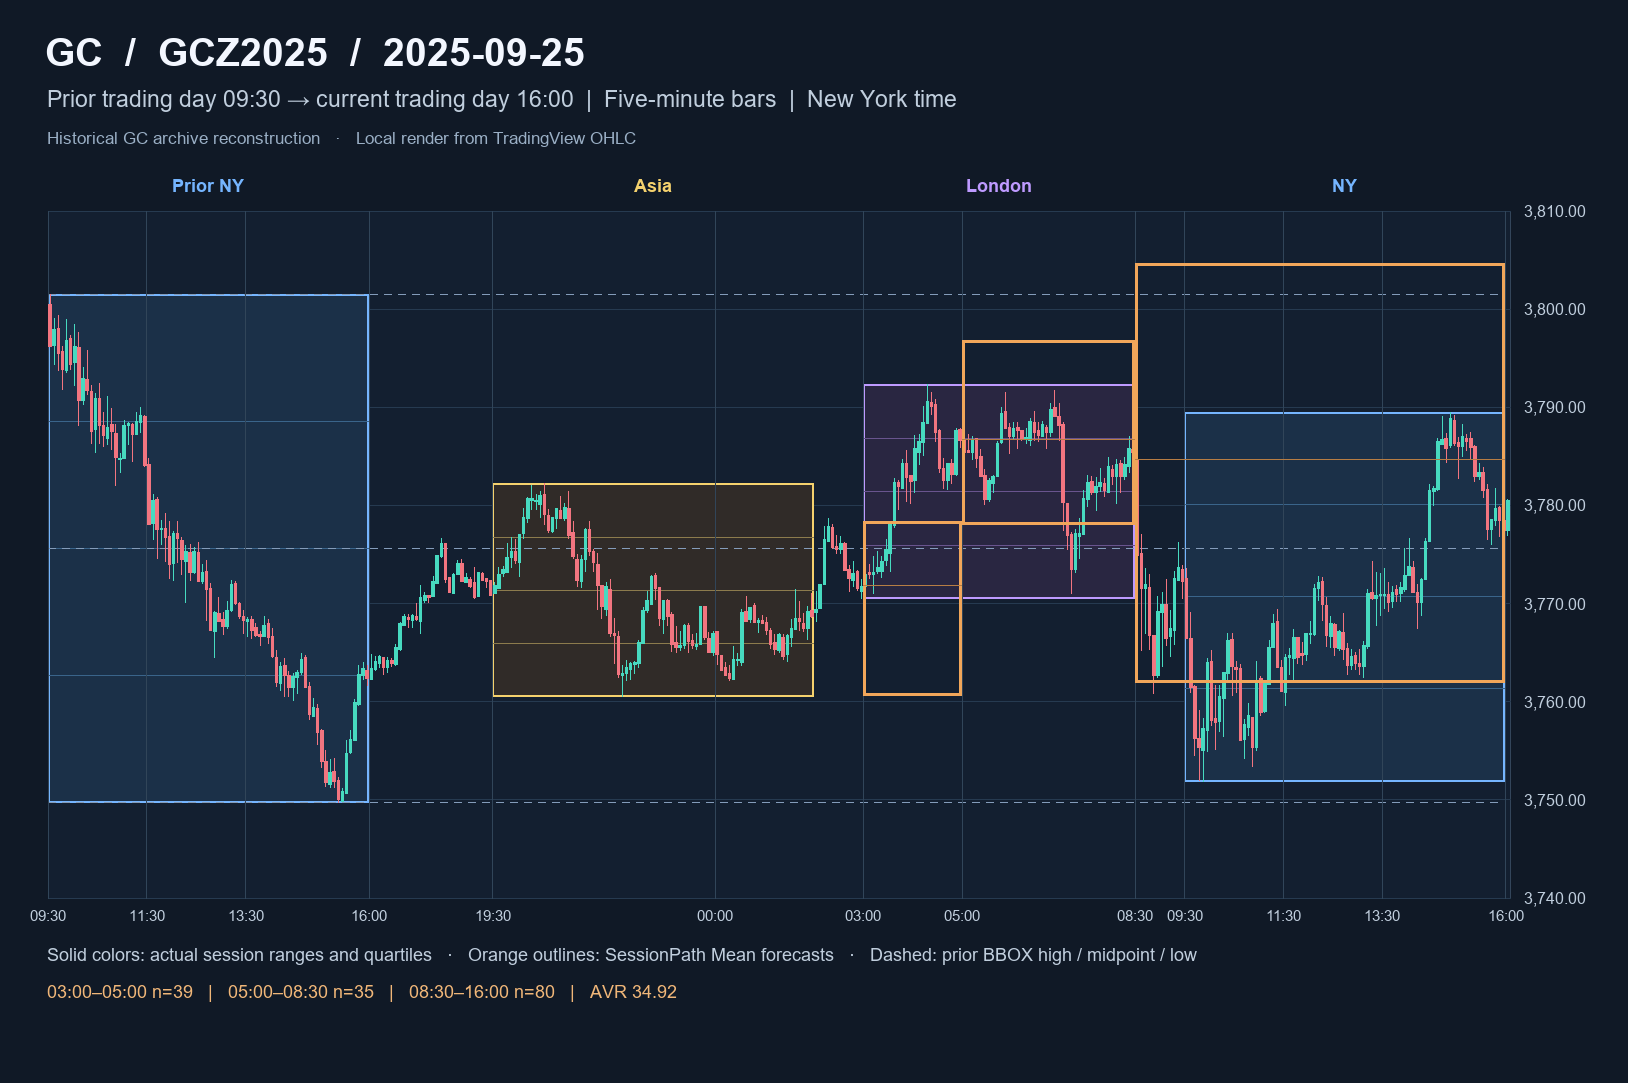 GC / GCZ2025 / 2025-09-25
Prior trading day 09:30 → current trading day 16:00 | Five-minute bars | New York time
Historical GC archive reconstruction · Local render from TradingView OHLC
Prior NY Asia London NY
3,810.00
3,800.00
3,790.00
3,780.00
3,770.00
3,760.00
3,750.00
3,740.00
09:30 11:30 13:30 16:00 19:30 00:00 03:00 05:00 08:30 09:30 11:30 13:30 16:00
Solid colors: actual session ranges and quartiles · Orange outlines: SessionPath Mean forecasts · Dashed: prior BBOX high / midpoint / low
03:00–05:00 n=39 | 05:00–08:30 n=35 | 08:30–16:00 n=80 | AVR 34.92